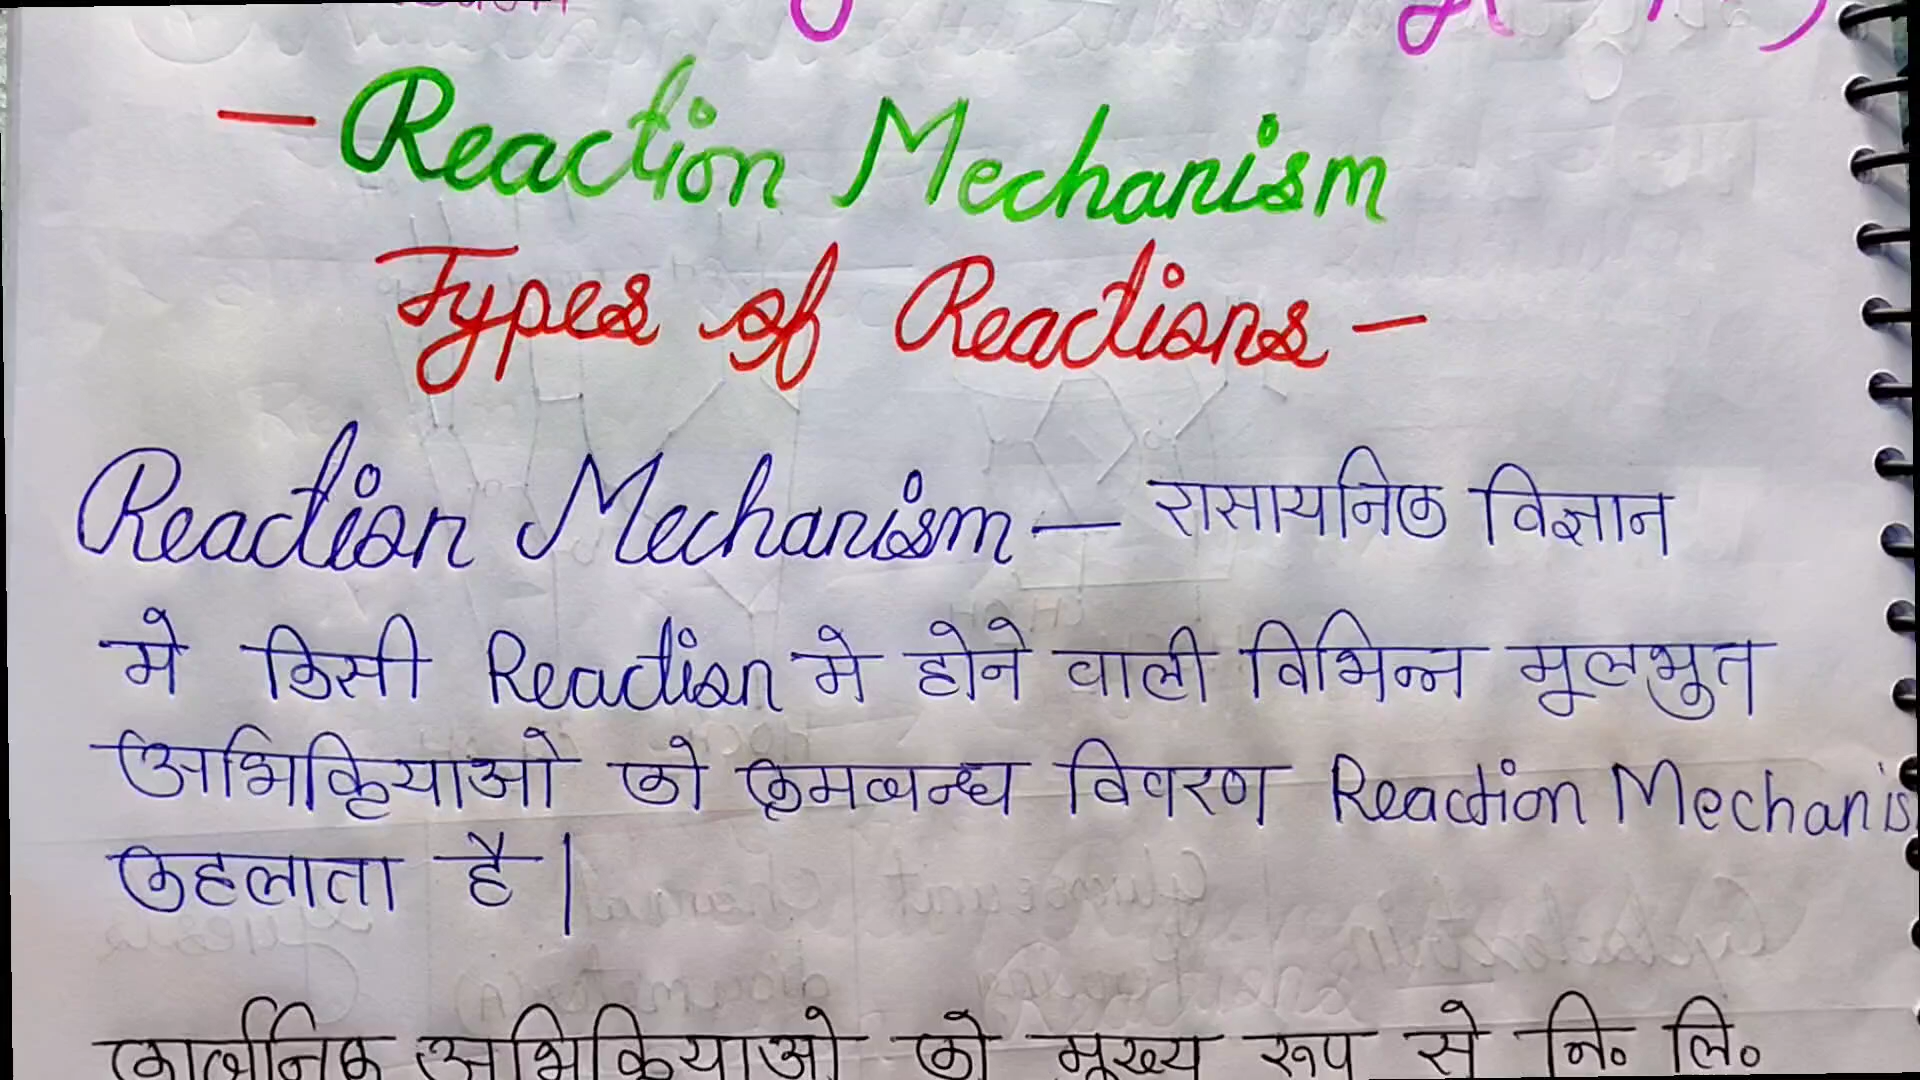 — Reaction Mechanism
Types of Reactions —
Reaction Mechanism — रासायनिक विज्ञान
मे किसी Reaction मे होने वाली विभिन्न मूलभुत
अभिक्रियाओ को क्रमबन्ध विवरण Reaction Mechanis
कहलाता है |
कार्बनिक अभिक्रियाओ को मूख्य रूप से नि० लि०